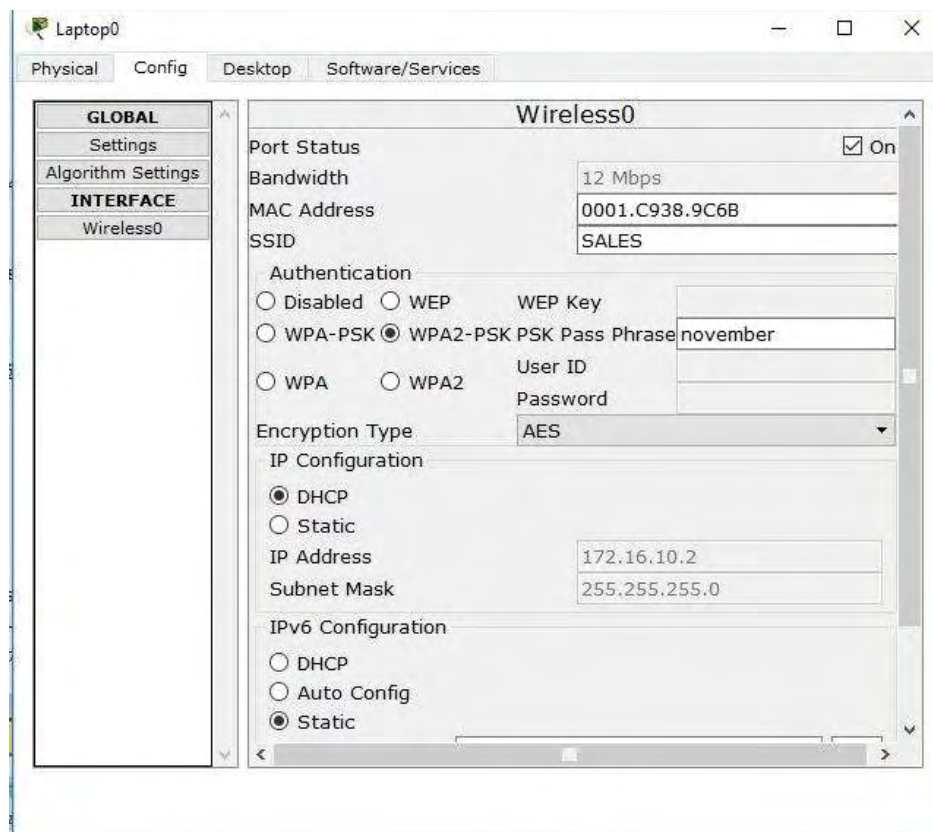 Laptop0
Physical Config Desktop Software/Services
GLOBAL
Settings
Algorithm Settings
INTERFACE
Wireless0
Wireless0
Port Status On
Bandwidth 12 Mbps
MAC Address 0001.C938.9C6B
SSID SALES
Authentication
Disabled WEP WEP Key
WPA-PSK WPA2-PSK PSK Pass Phrase november
User ID
WPA WPA2
Password
Encryption Type AES
IP Configuration
DHCP
Static
IP Address 172.16.10.2
Subnet Mask 255.255.255.0
IPv6 Configuration
DHCP
Auto Config
Static